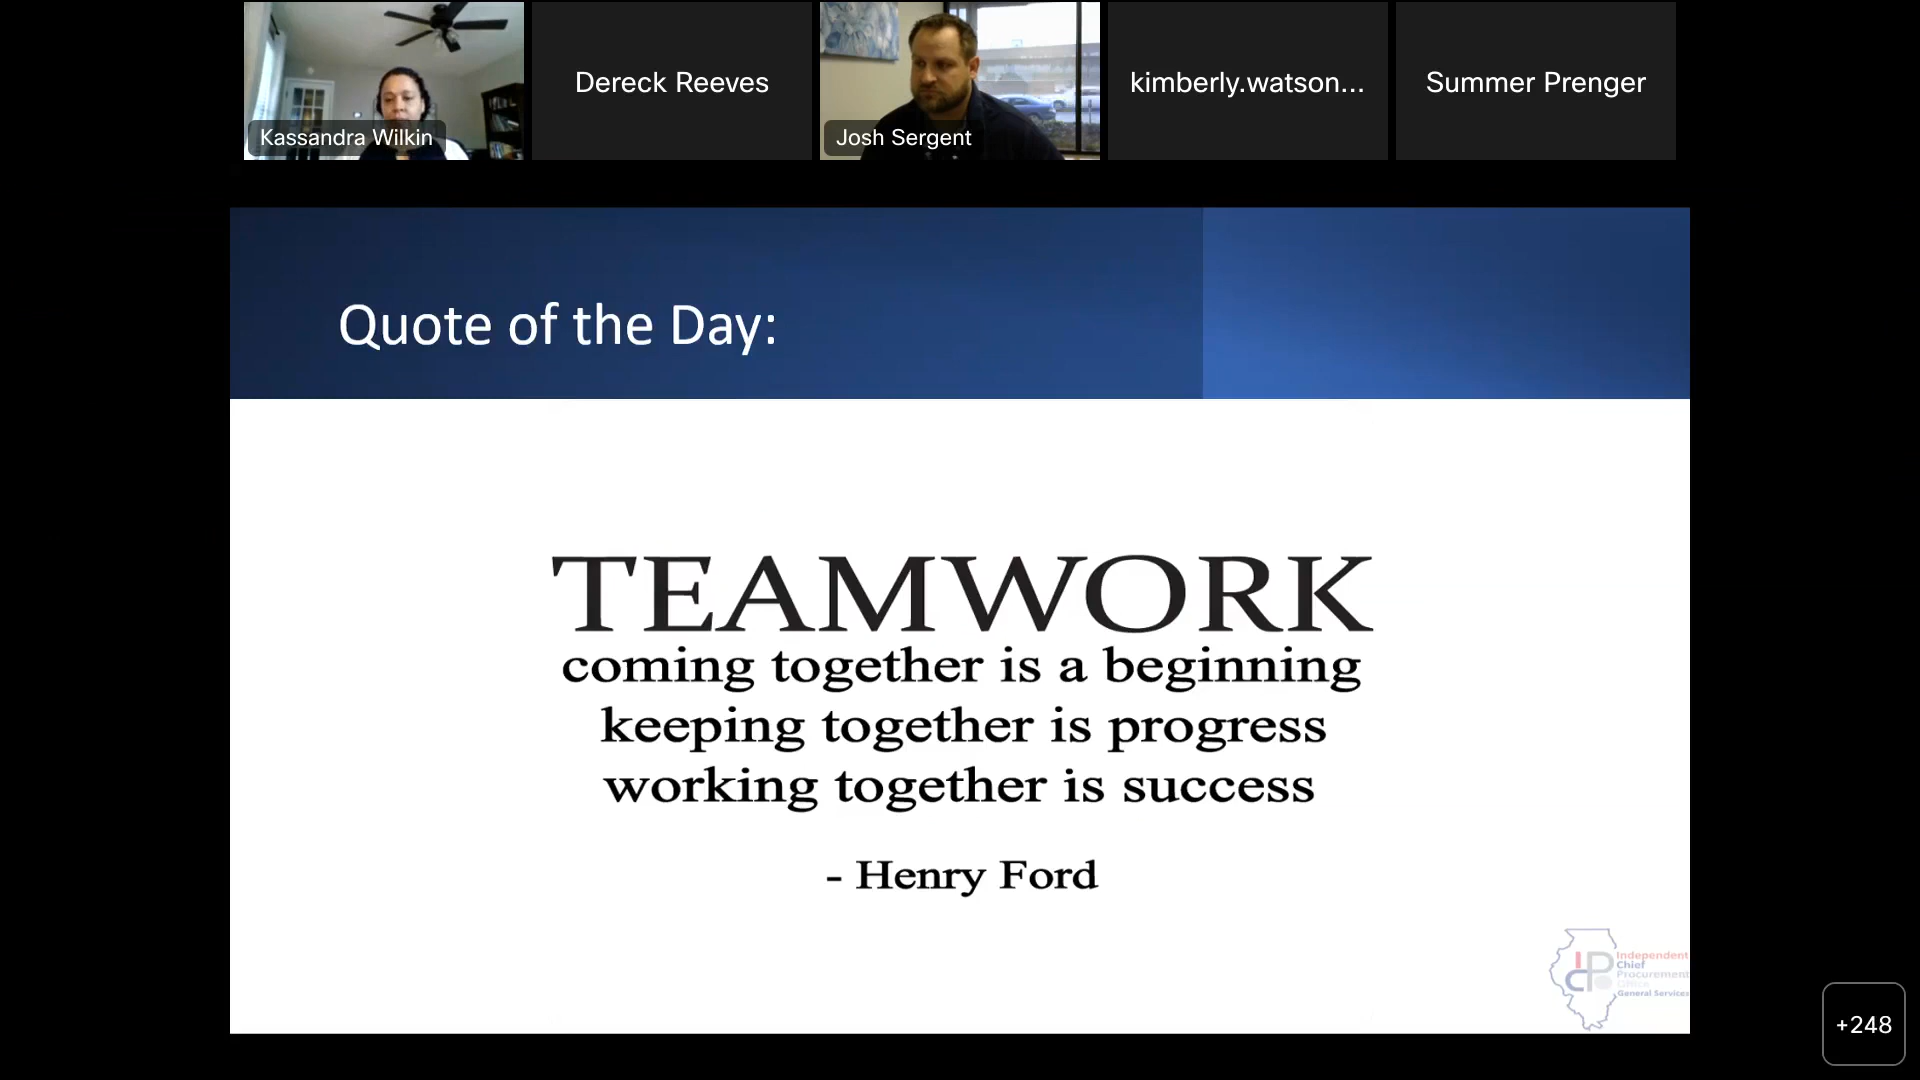 Kassandra Wilkin
Dereck Reeves
Josh Sergent
kimberly.watson...
Summer Prenger
Quote of the Day:
TEAMWORK
coming together is a beginning
keeping together is progress
working together is success
- Henry Ford
Independent
Chief
Procurement
Office
General Services
+248